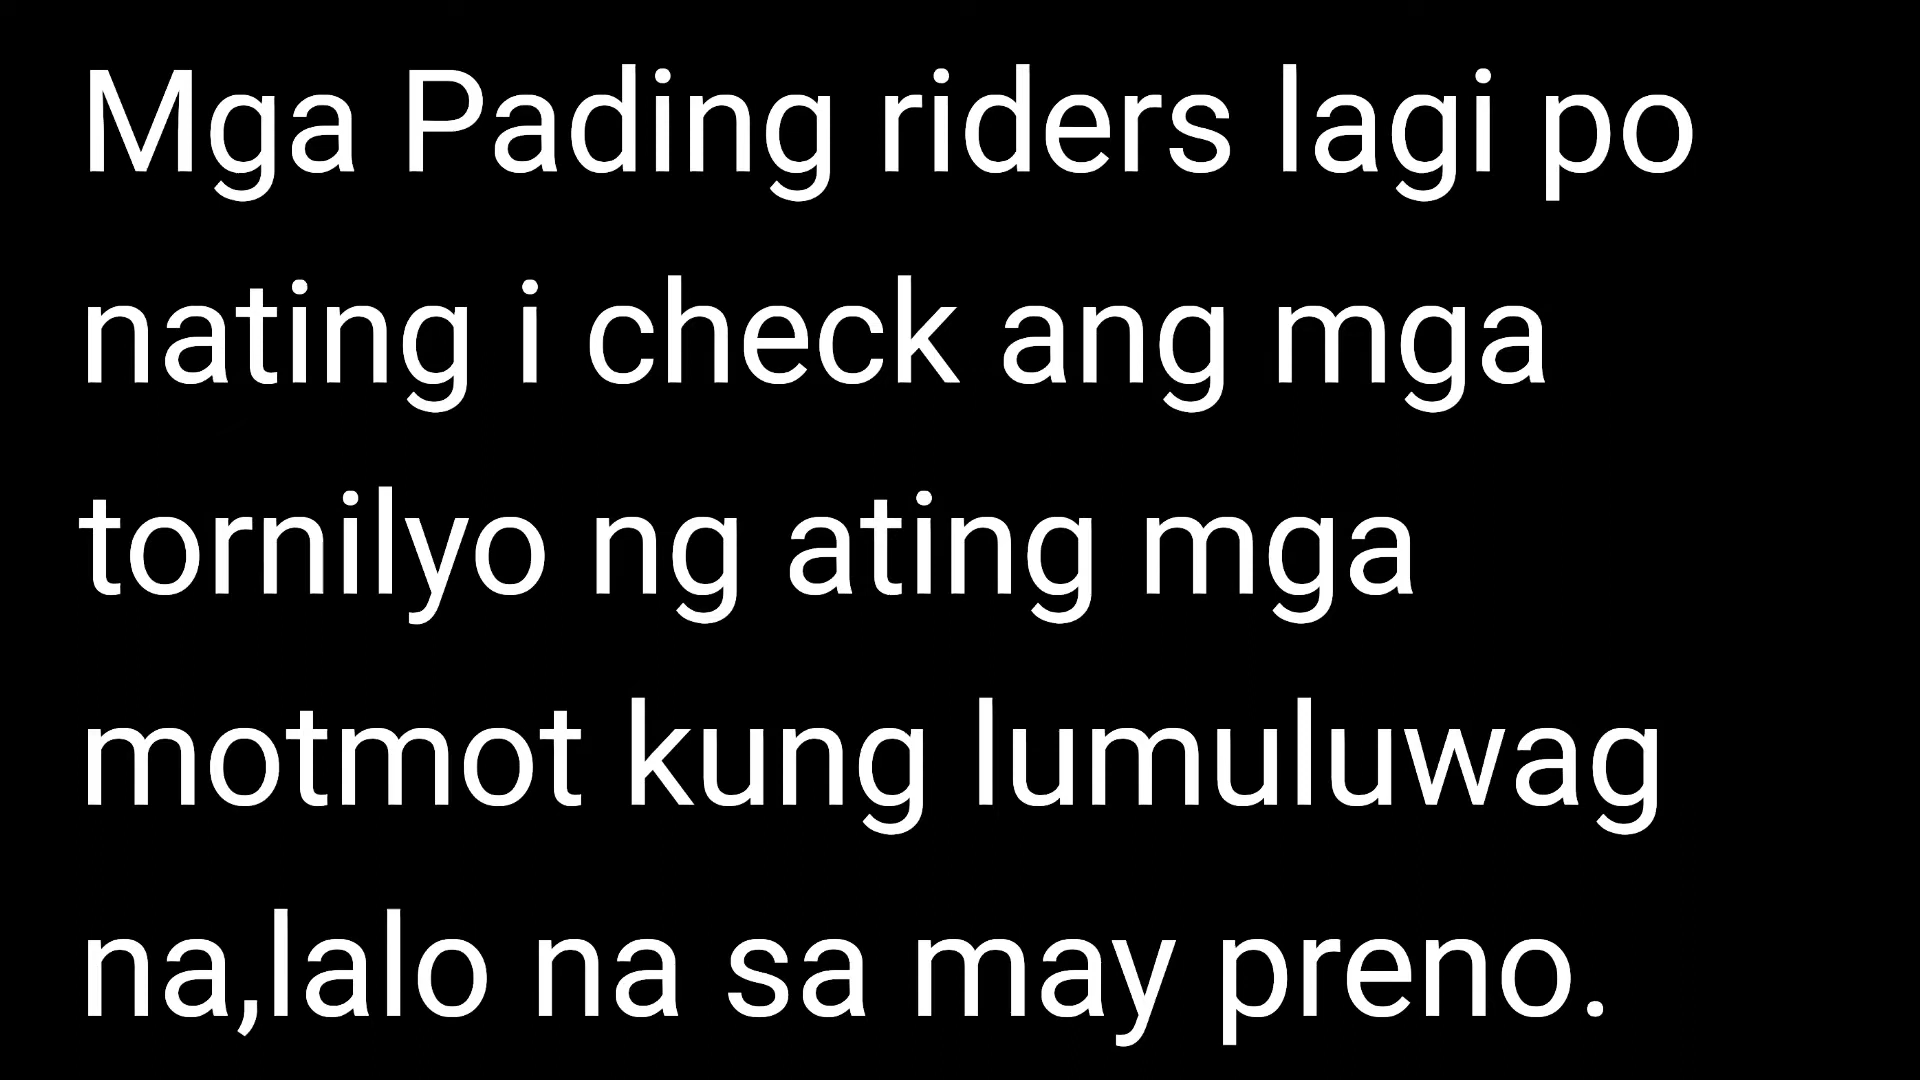 Mga Pading riders lagi po
nating i check ang mga
tornilyo ng ating mga
motmot kung lumuluwag
na,lalo na sa may preno.